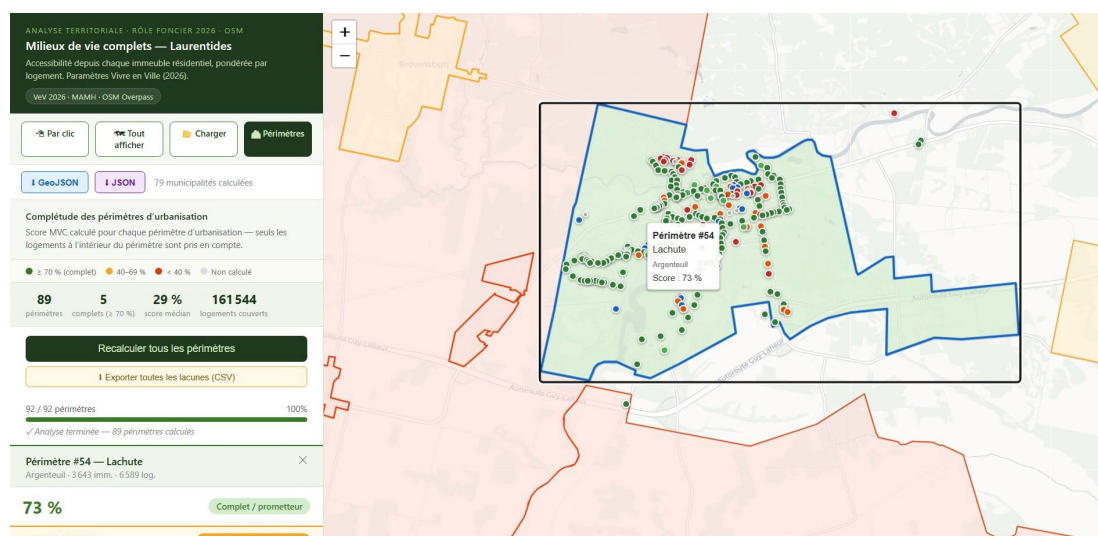 ANALYSE TERRITORIALE · RÔLE FONCIER 2026 · OSM
Milieux de vie complets — Laurentides
Accessibilité depuis chaque immeuble résidentiel, pondérée par
logement. Paramètres Vivre en Ville (2026).
VeV 2026 · MAMH · OSM Overpass
Par clic
Tout
afficher
Charger
Périmètres
⬇ GeoJSON
⬇ JSON
79 municipalités calculées
Complétude des périmètres d'urbanisation
Score MVC calculé pour chaque périmètre d'urbanisation — seuls les
logements à l'intérieur du périmètre sont pris en compte.
≥ 70 % (complet)
40–69 %
< 40 %
Non calculé
89
5
29 %
161 544
périmètres
complets (≥ 70 %)
score médian
logements couverts
Recalculer tous les périmètres
⬇ Exporter toutes les lacunes (CSV)
92 / 92 périmètres
100%
✓ Analyse terminée — 89 périmètres calculés
Périmètre #54 — Lachute
×
Argenteuil · 3 643 imm. · 6 589 log.
73 %
Complet / prometteur
+
−
Brownsburg
Périmètre #54
Lachute
Argenteuil
Score : 73 %
Autoroute Guy-Lafleur
Autoroute Guy-Lafleur
Autoroute Guy-Lafleur